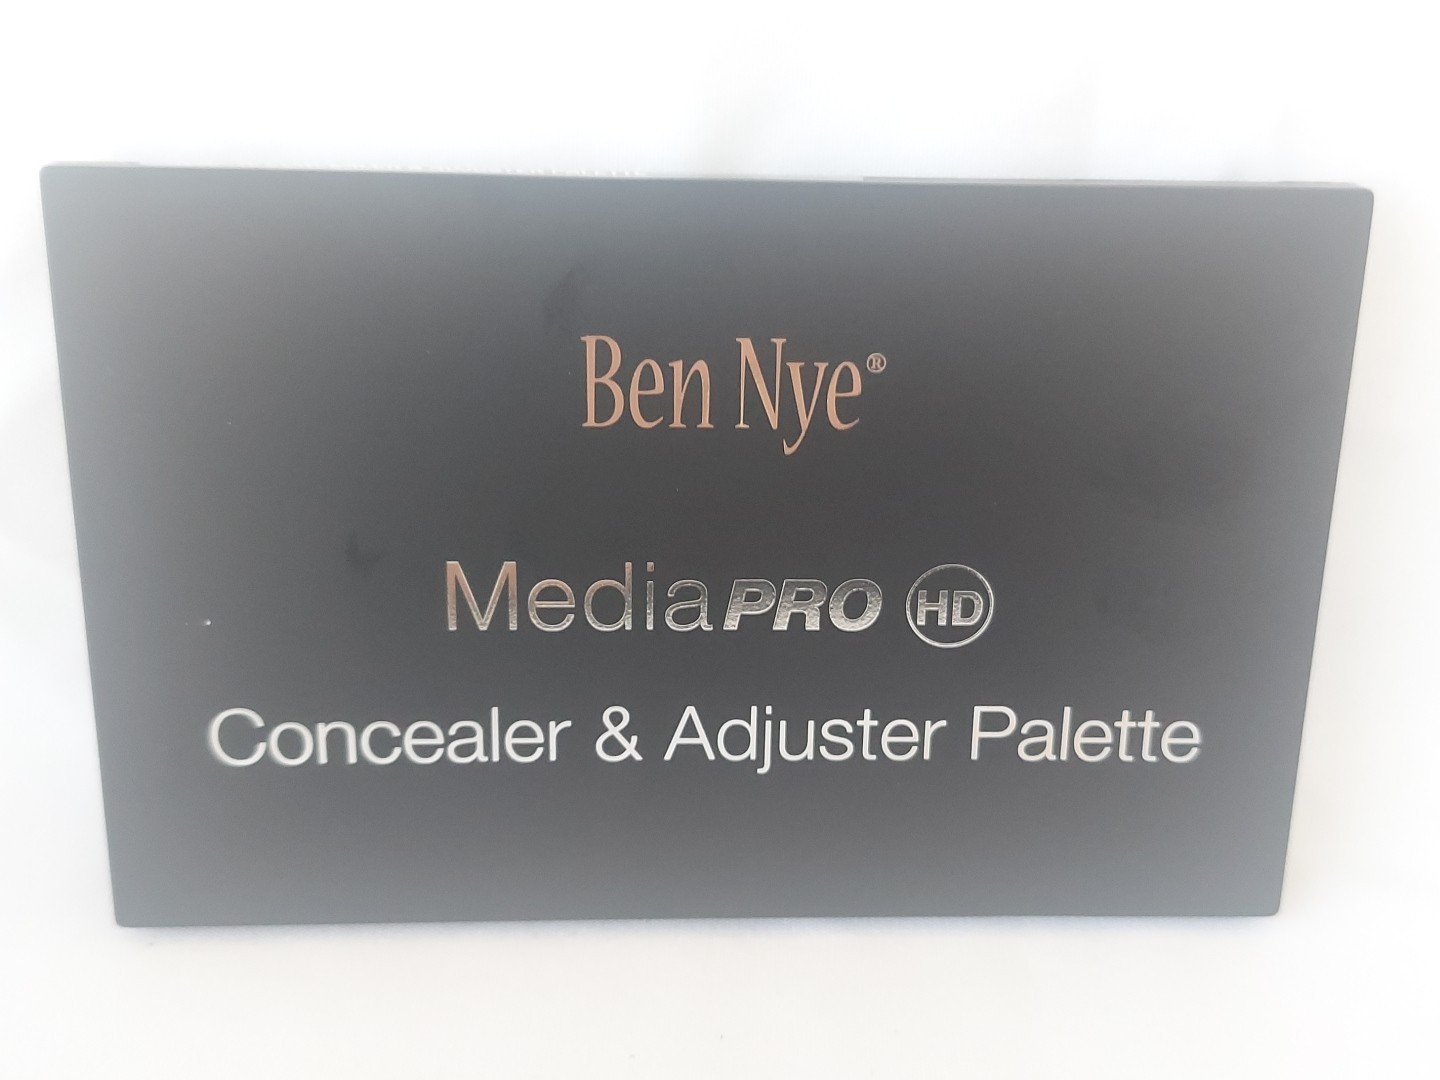 Ben Nye®
MediaPRO HD
Concealer & Adjuster Palette